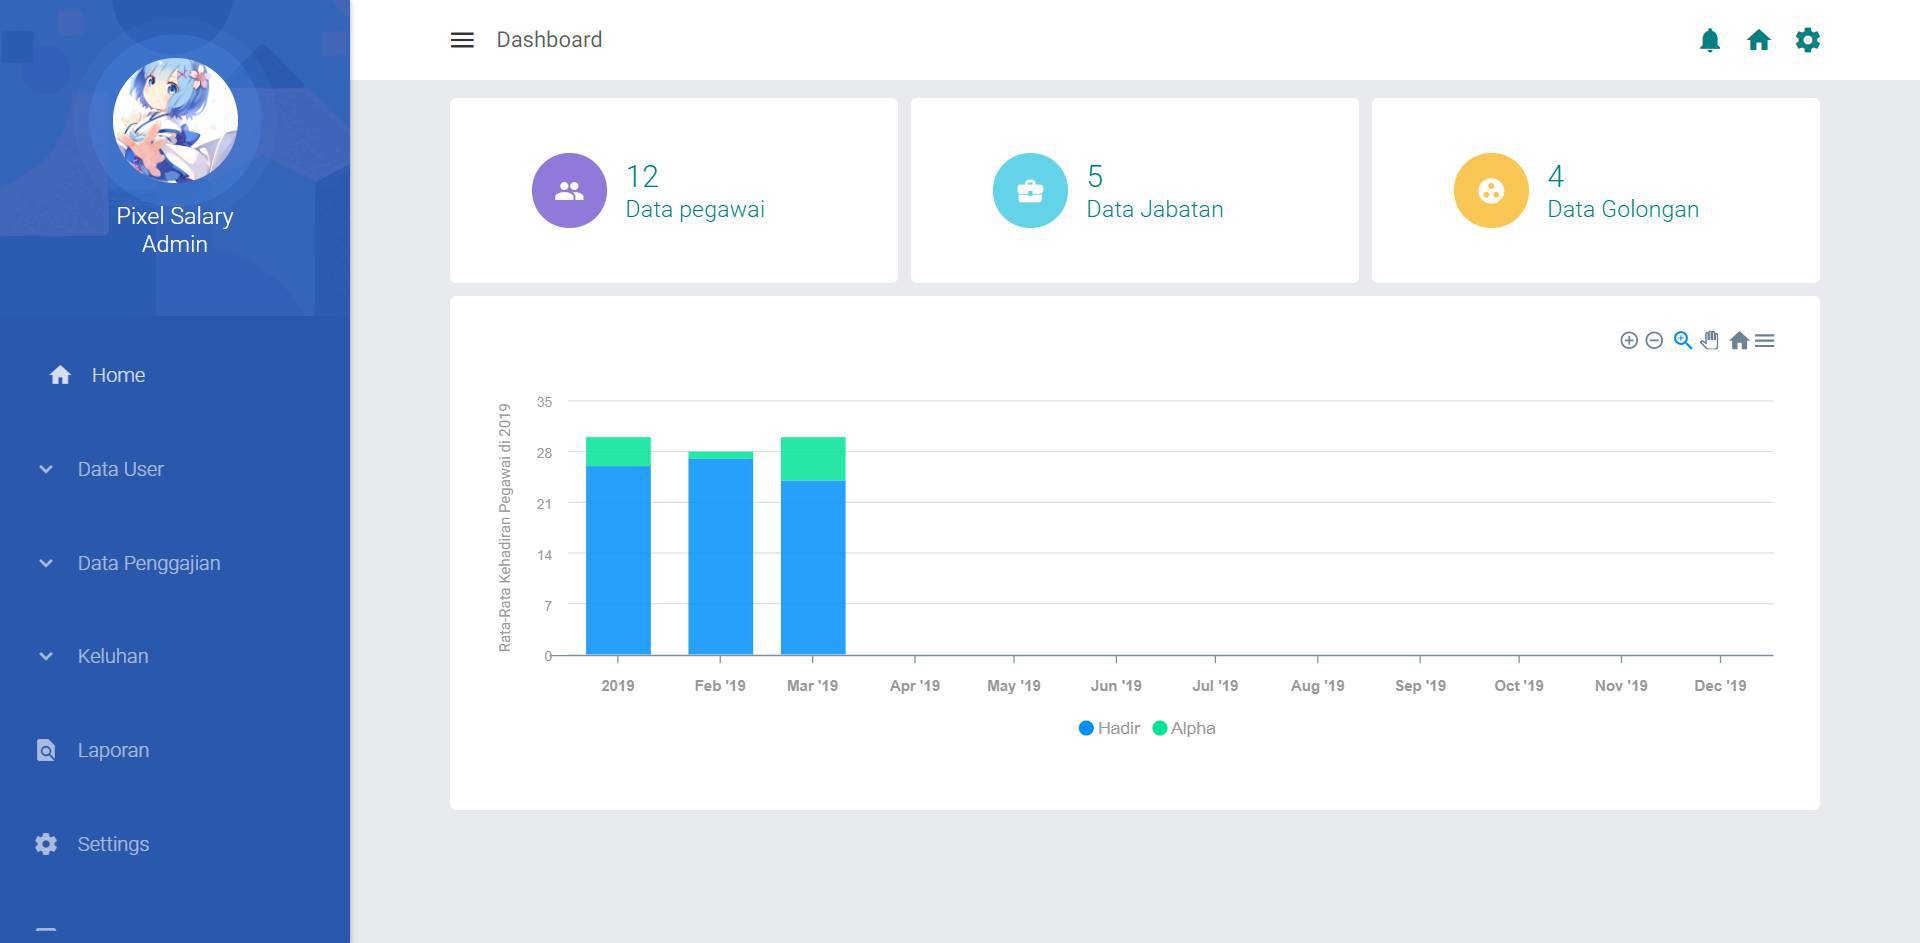 Pixel Salary
Admin
Home
Data User
Data Penggajian
Keluhan
Laporan
Settings
Dashboard
12
Data pegawai
5
Data Jabatan
4
Data Golongan
Rata-Rata Kehadiran Pegawai di 2019
35
28
21
14
7
0
2019 Feb '19 Mar '19 Apr '19 May '19 Jun '19 Jul '19 Aug '19 Sep '19 Oct '19 Nov '19 Dec '19
Hadir Alpha